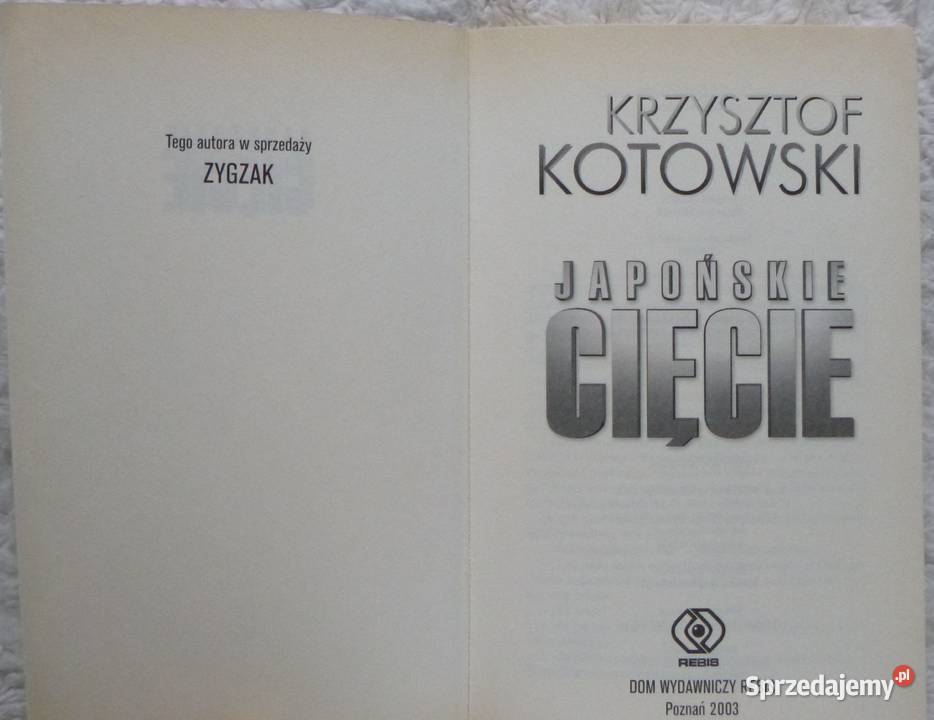 Tego autora w sprzedaży
ZYGZAK
KRZYSZTOF
KOTOWSKI
JAPOŃSKIE
CIĘCIE
REBIS
DOM WYDAWNICZY
Poznań 2003
Sprzedajemy.pl